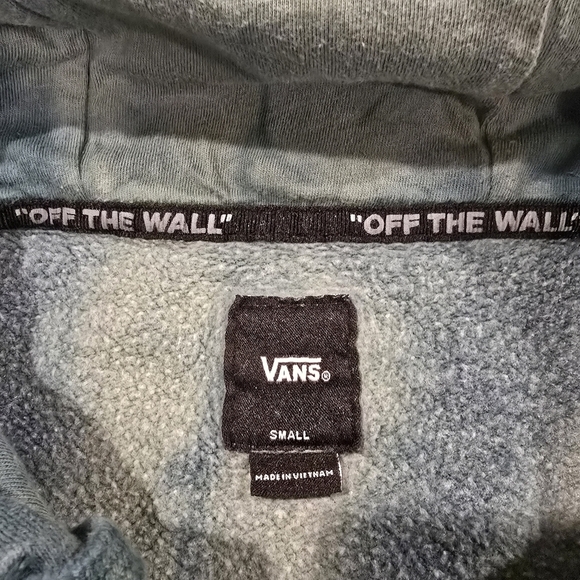 "OFF THE WALL" "OFF THE WALL"
VANS®
SMALL
MADE IN VIETNAM